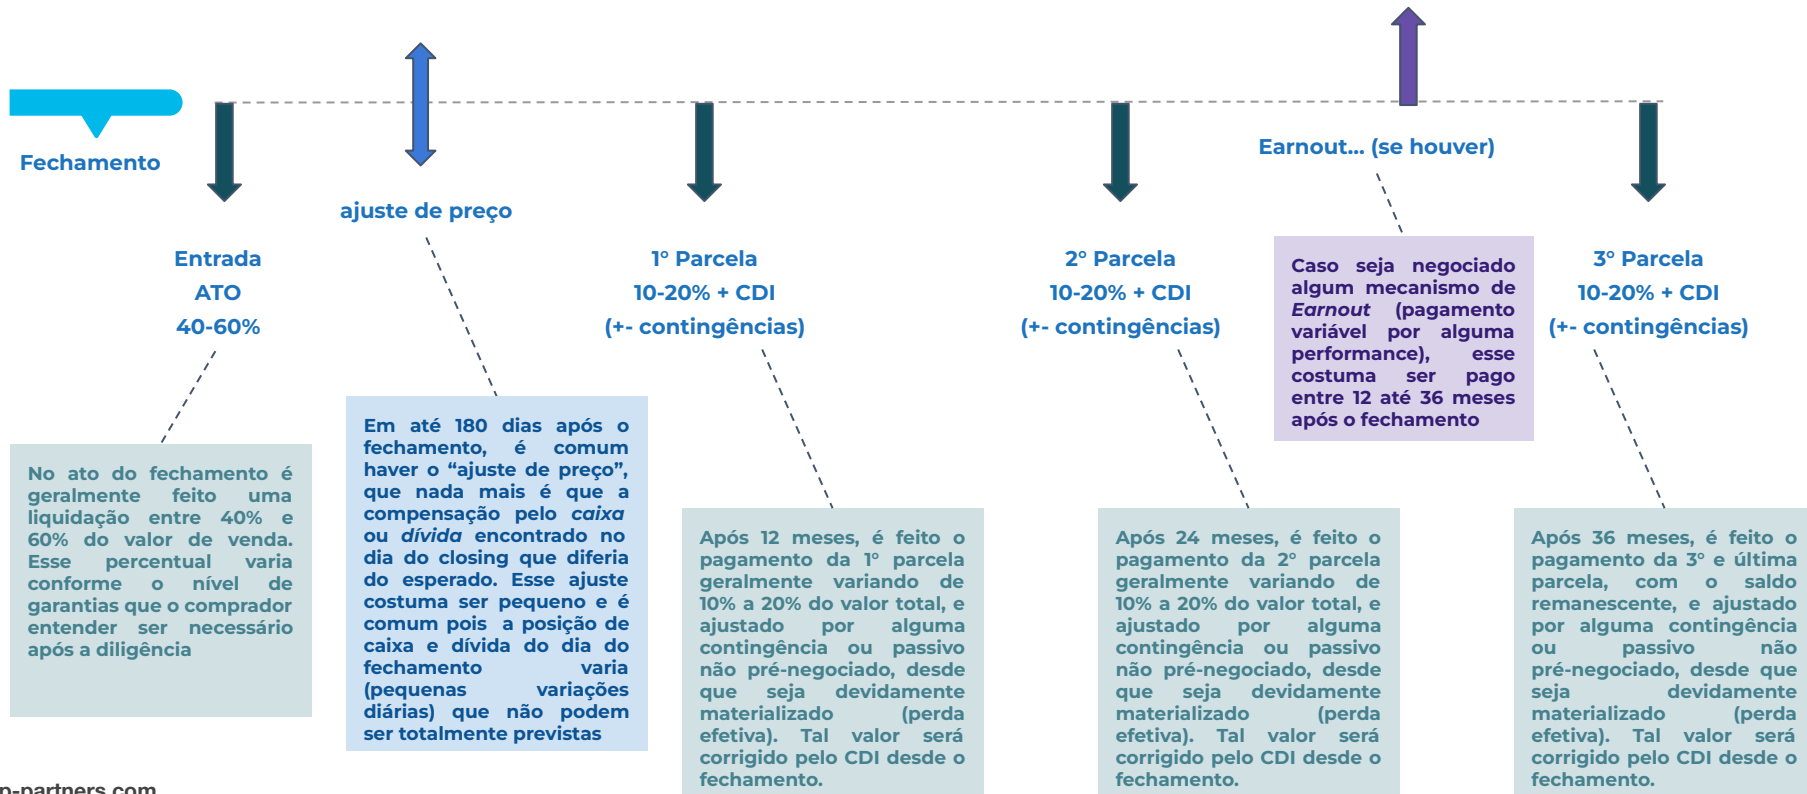 Fechamento
ajuste de preço
Earnout... (se houver)
Entrada
ATO
40-60%
1° Parcela
10-20% + CDI
(+- contingências)
2° Parcela
10-20% + CDI
(+- contingências)
3° Parcela
10-20% + CDI
(+- contingências)
No ato do fechamento é
geralmente feito uma
liquidação entre 40% e
60% do valor de venda.
Esse percentual varia
conforme o nível de
garantias que o comprador
entender ser necessário
após a diligência
Em até 180 dias após o
fechamento, é comum
haver o “ajuste de preço”,
que nada mais é que a
compensação pelo caixa
ou dívida encontrado no
dia do closing que diferia
do esperado. Esse ajuste
costuma ser pequeno e é
comum pois a posição de
caixa e dívida do dia do
fechamento varia
(pequenas variações
diárias) que não podem
ser totalmente previstas
Após 12 meses, é feito o
pagamento da 1° parcela
geralmente variando de
10% a 20% do valor total, e
ajustado por alguma
contingência ou passivo
não pré-negociado, desde
que seja devidamente
materializado (perda
efetiva). Tal valor será
corrigido pelo CDI desde o
fechamento.
Após 24 meses, é feito o
pagamento da 2° parcela
geralmente variando de
10% a 20% do valor total, e
ajustado por alguma
contingência ou passivo
não pré-negociado, desde
que seja devidamente
materializado (perda
efetiva). Tal valor será
corrigido pelo CDI desde o
fechamento.
Caso seja negociado
algum mecanismo de
Earnout (pagamento
variável por alguma
performance), esse
costuma ser pago
entre 12 até 36 meses
após o fechamento
Após 36 meses, é feito o
pagamento da 3° e última
parcela, com o saldo
remanescente, e ajustado
por alguma contingência
ou passivo não
pré-negociado, desde que
seja devidamente
materializado (perda
efetiva). Tal valor será
corrigido pelo CDI desde o
fechamento.
p-partners.com